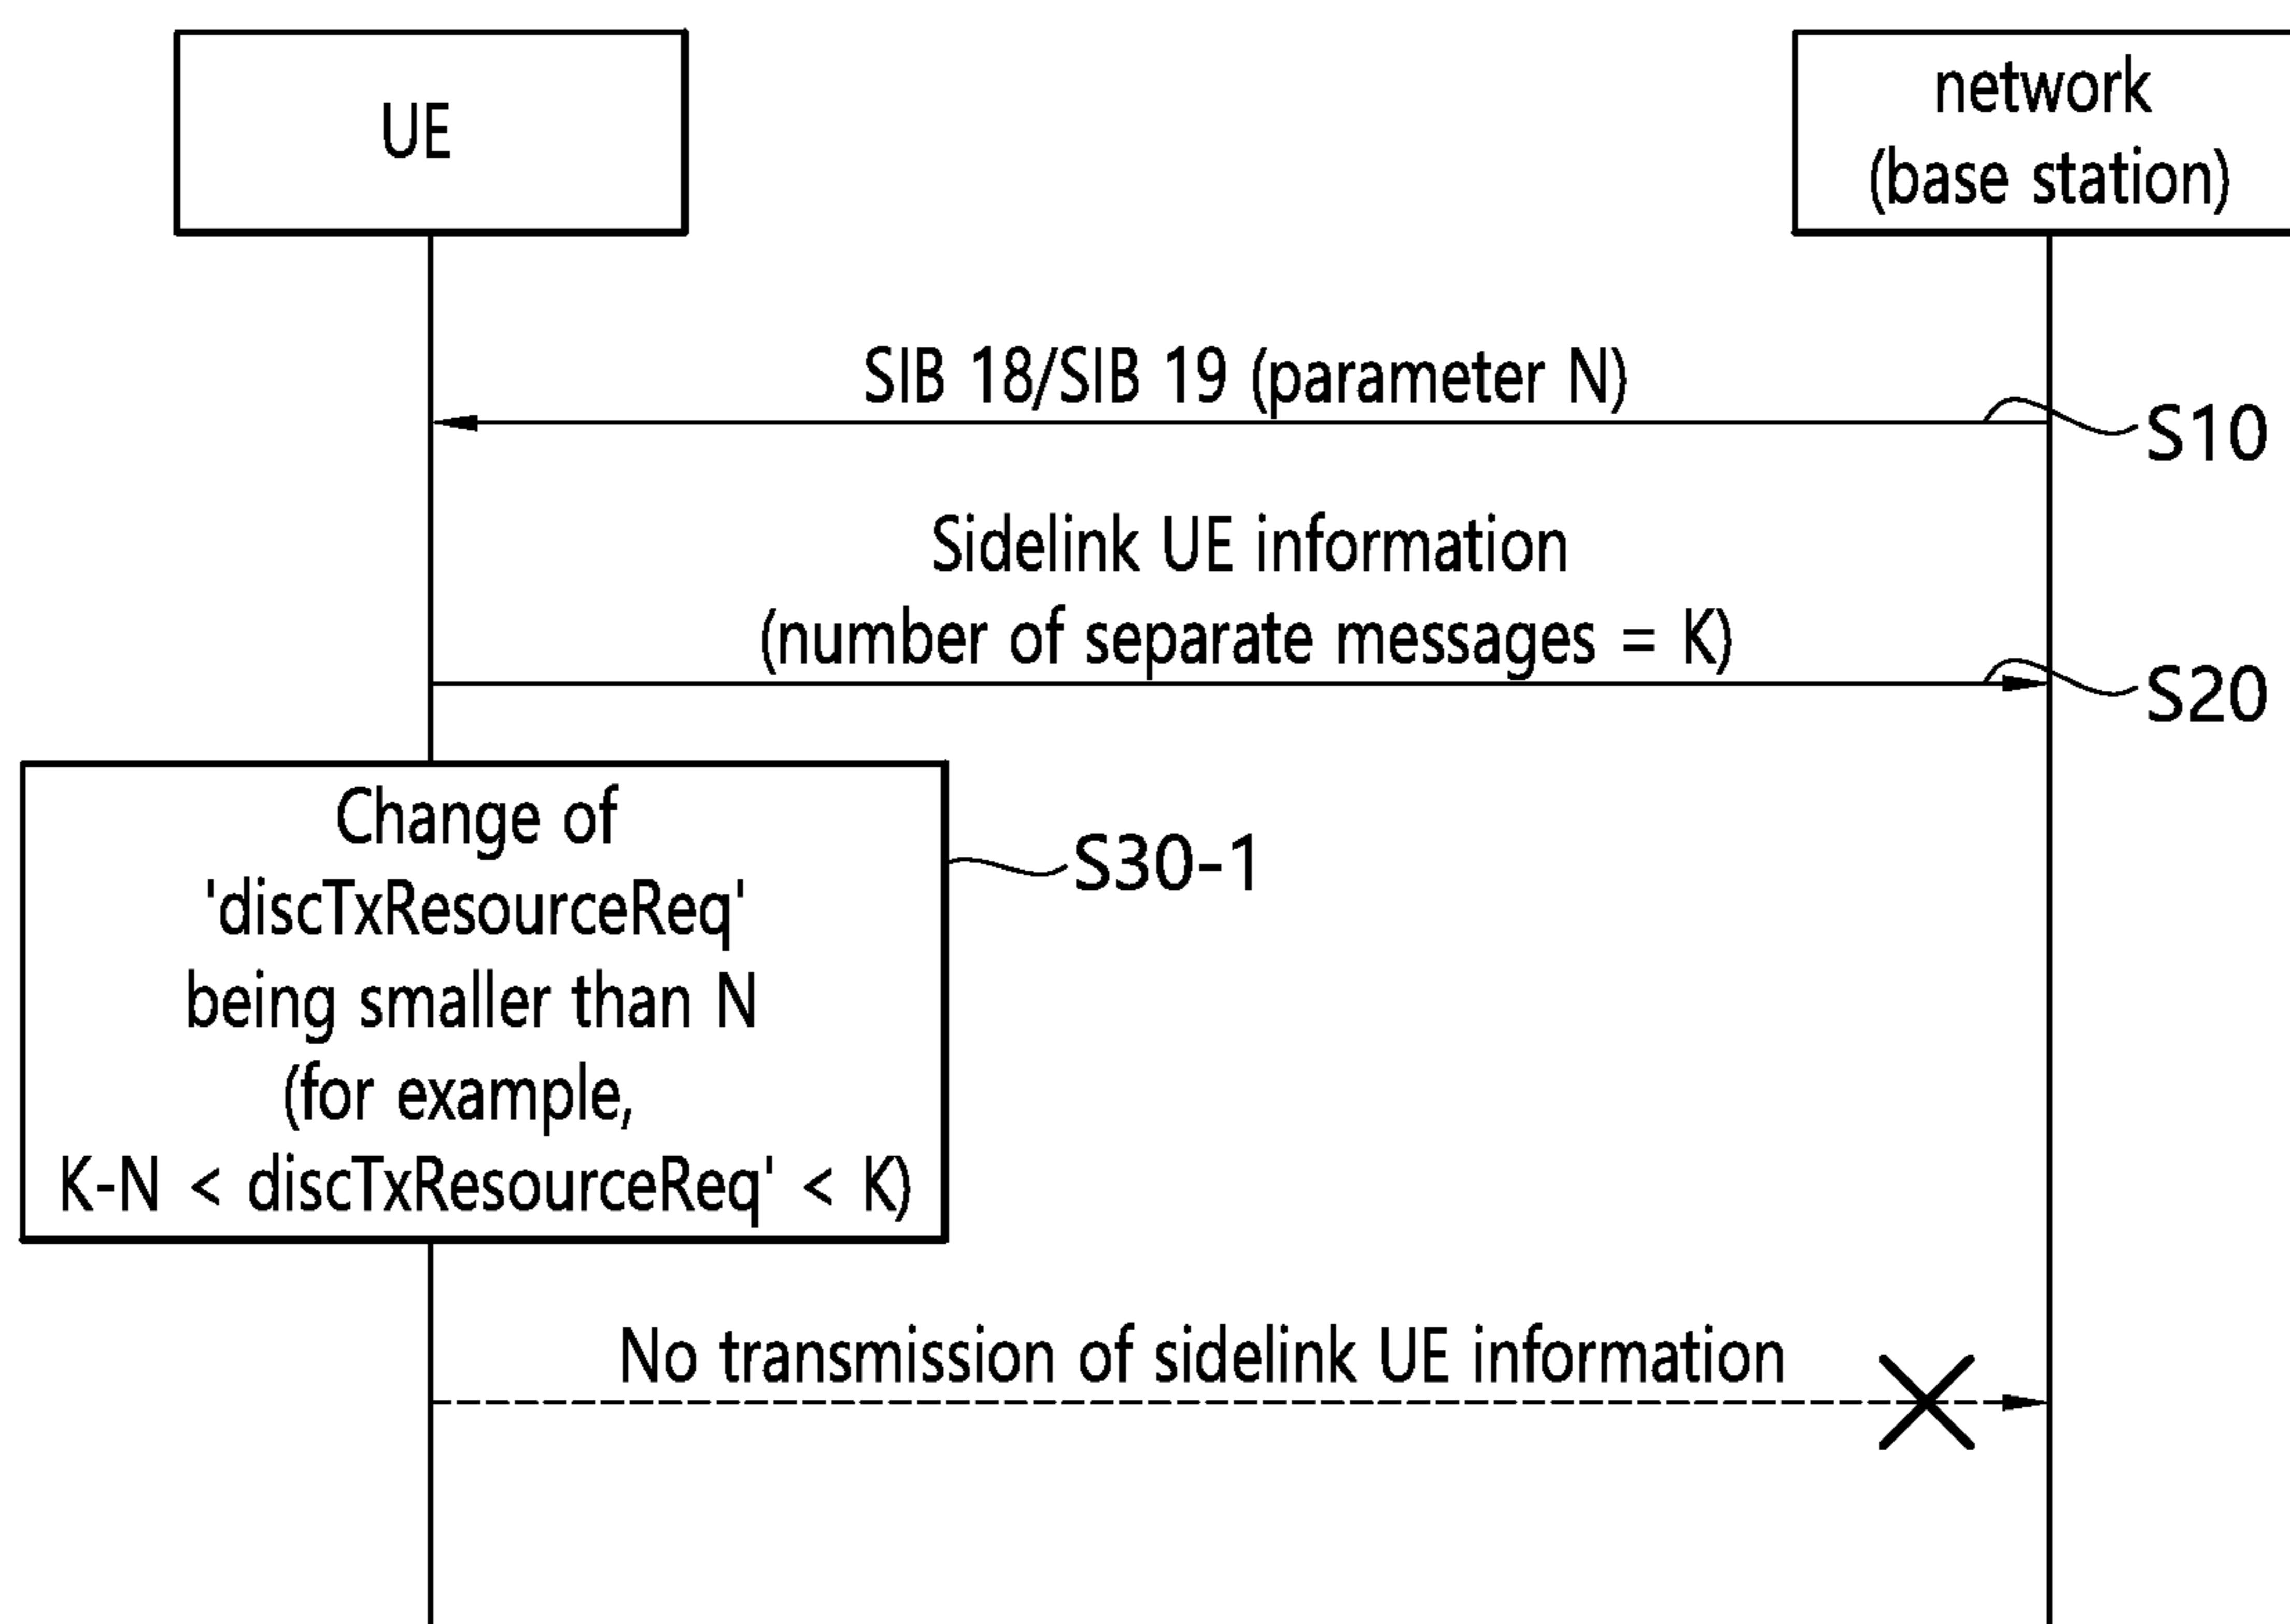 UE
network
(base station)
SIB 18/SIB 19 (parameter N)
S10
Sidelink UE information
(number of separate messages = K)
S20
Change of
'discTxResourceReq'
being smaller than N
(for example,
K-N < discTxResourceReq' < K)
S30-1
No transmission of sidelink UE information